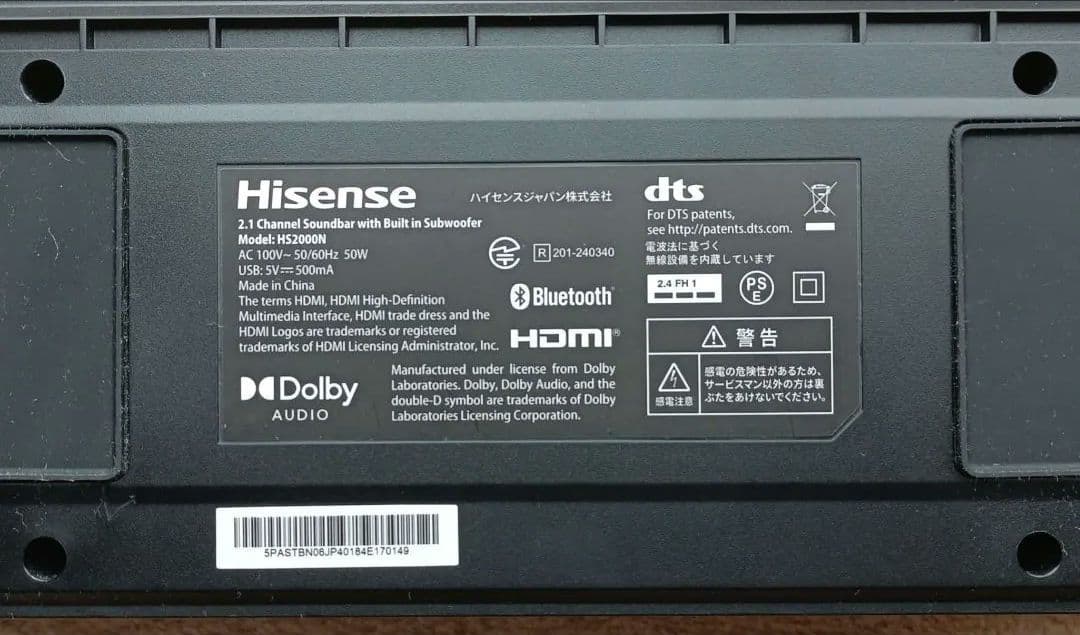 Hisense
ハイセンスジャパン株式会社
2.1 Channel Soundbar with Built in Subwoofer
Model: HS2000N
AC 100V~ 50/60Hz 50W
USB: 5V⎓500mA
Made in China
The terms HDMI, HDMI High-Definition
Multimedia Interface, HDMI trade dress and the
HDMI Logos are trademarks or registered
trademarks of HDMI Licensing Administrator, Inc.
R 201-240340
Bluetooth®
HDMI®
Dolby
AUDIO
Manufactured under license from Dolby
Laboratories. Dolby, Dolby Audio, and the
double-D symbol are trademarks of Dolby
Laboratories Licensing Corporation.
dts
For DTS patents,
see http://patents.dts.com.
電波法に基づく
無線設備を内蔵しています
2.4 FH 1
PS
E
警告
感電注意
感電の危険性があるため、
サービスマン以外の方は裏
ぶたをあけないでください。
5PASTBN06JP40184E170149